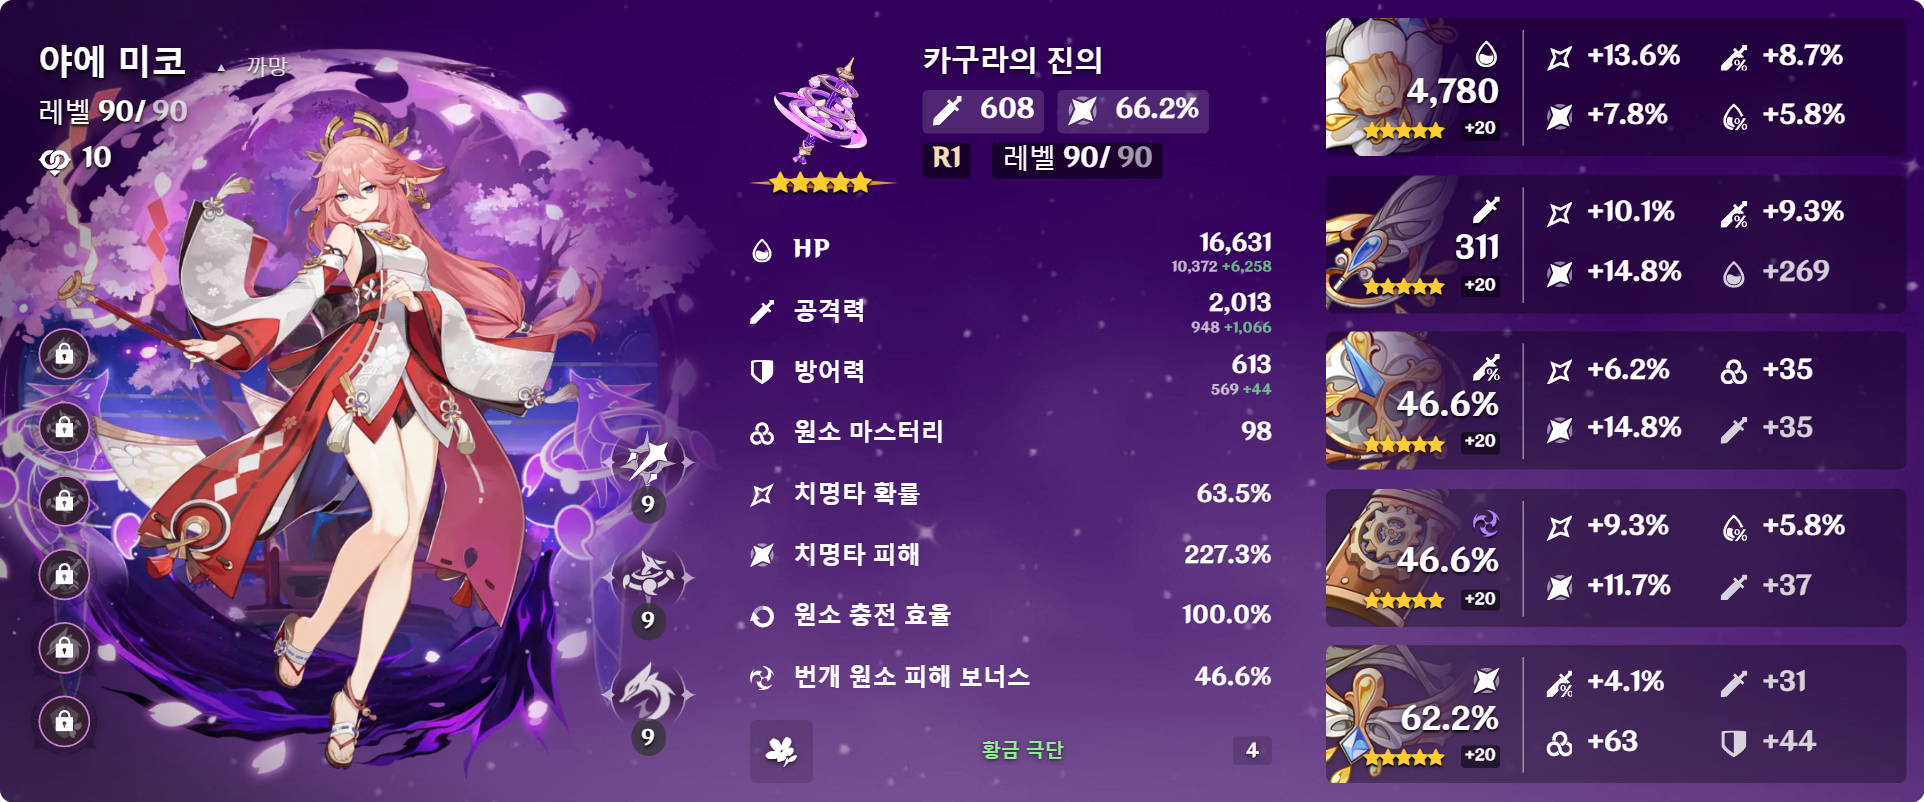 야에 미코 ▲ 까망
레벨 90/ 90
10
9
9
9
카구라의 진의
608 66.2%
R1 레벨 90/ 90
HP 16,631
10,372 +6,258
공격력 2,013
948 +1,066
방어력 613
569 +44
원소 마스터리 98
치명타 확률 63.5%
치명타 피해 227.3%
원소 충전 효율 100.0%
번개 원소 피해 보너스 46.6%
황금 극단 4
4,780
+20
+13.6% +8.7%
+7.8% +5.8%
311
+20
+10.1% +9.3%
+14.8% +269
46.6%
+20
+6.2% +35
+14.8% +35
46.6%
+20
+9.3% +5.8%
+11.7% +37
62.2%
+20
+4.1% +31
+63 +44